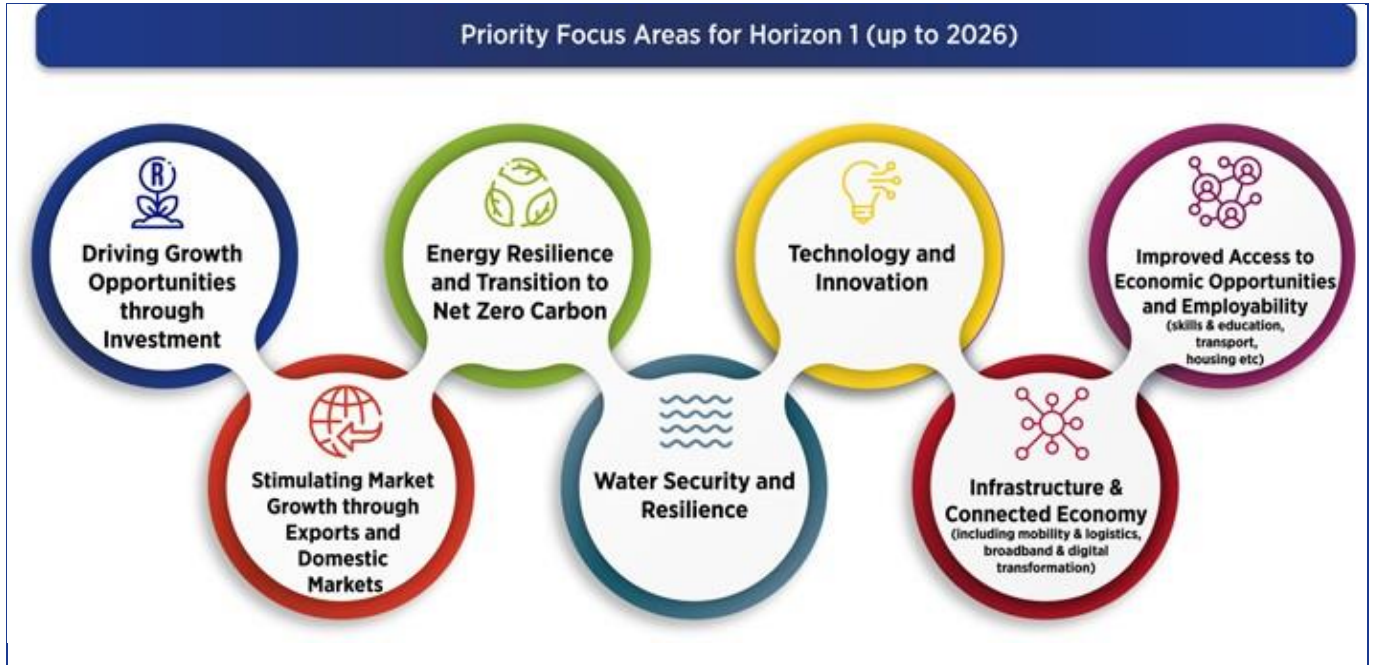 Priority Focus Areas for Horizon 1 (up to 2026)
R
Driving Growth
Opportunities
through
Investment
Stimulating Market
Growth through
Exports and
Domestic
Markets
Energy Resilience
and Transition to
Net Zero Carbon
Water Security and
Resilience
Technology and
Innovation
Infrastructure &
Connected Economy
(including mobility & logistics,
broadband & digital
transformation)
Improved Access to
Economic Opportunities
and Employability
(skills & education,
transport,
housing etc)